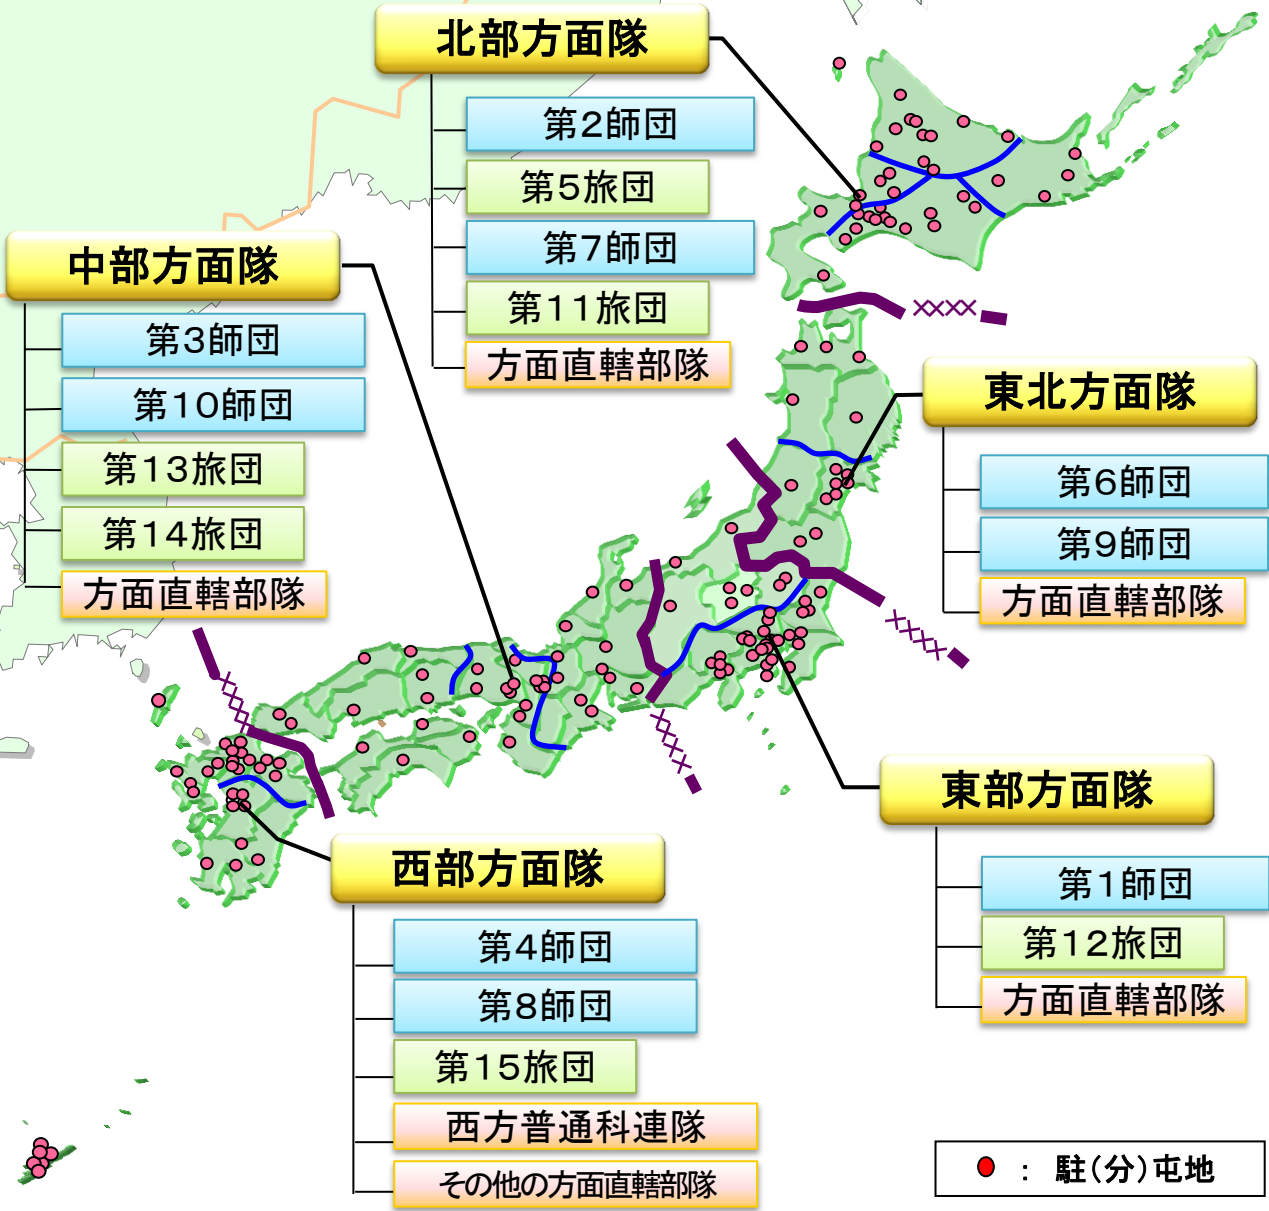 北部方面隊
第2師団
第5旅団
第7師団
第11旅団
方面直轄部隊
中部方面隊
第3師団
第10師団
第13旅団
第14旅団
方面直轄部隊
東北方面隊
第6師団
第9師団
方面直轄部隊
東部方面隊
第1師団
第12旅団
方面直轄部隊
西部方面隊
第4師団
第8師団
第15旅団
西方普通科連隊
その他の方面直轄部隊
： 駐(分)屯地